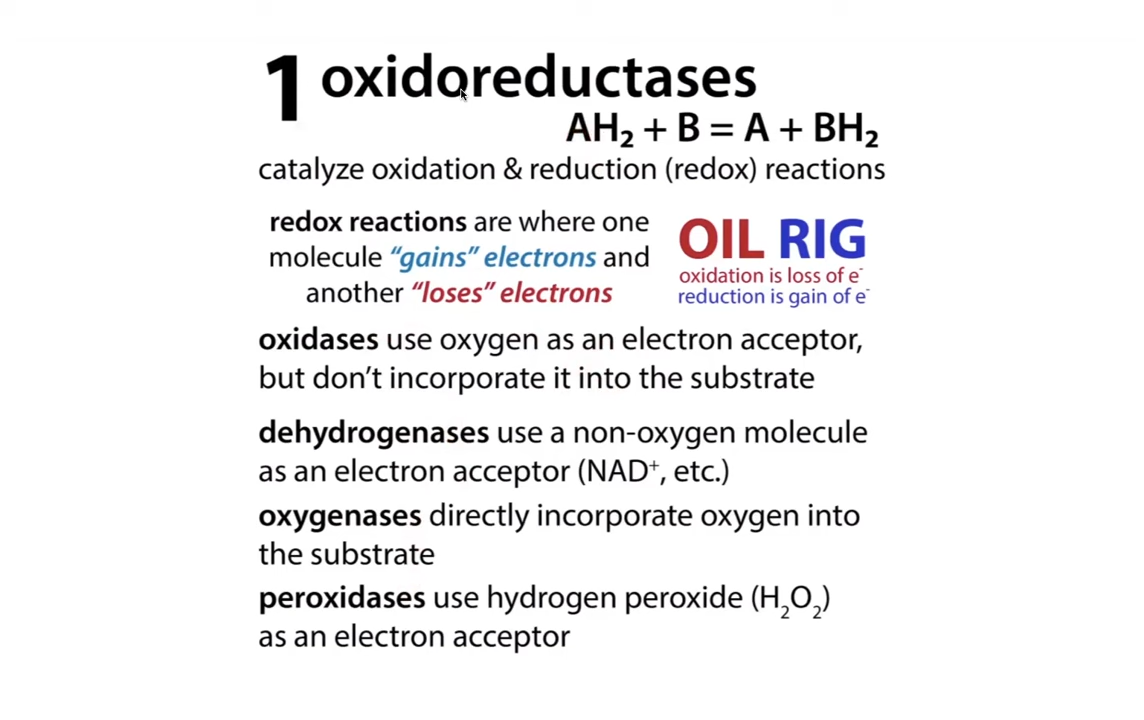 1 oxidoreductases
AH₂ + B = A + BH₂
catalyze oxidation & reduction (redox) reactions
redox reactions are where one
molecule “gains” electrons and
another “loses” electrons
OIL RIG
oxidation is loss of e⁻
reduction is gain of e⁻
oxidases use oxygen as an electron acceptor,
but don’t incorporate it into the substrate
dehydrogenases use a non-oxygen molecule
as an electron acceptor (NAD⁺, etc.)
oxygenases directly incorporate oxygen into
the substrate
peroxidases use hydrogen peroxide (H₂O₂)
as an electron acceptor